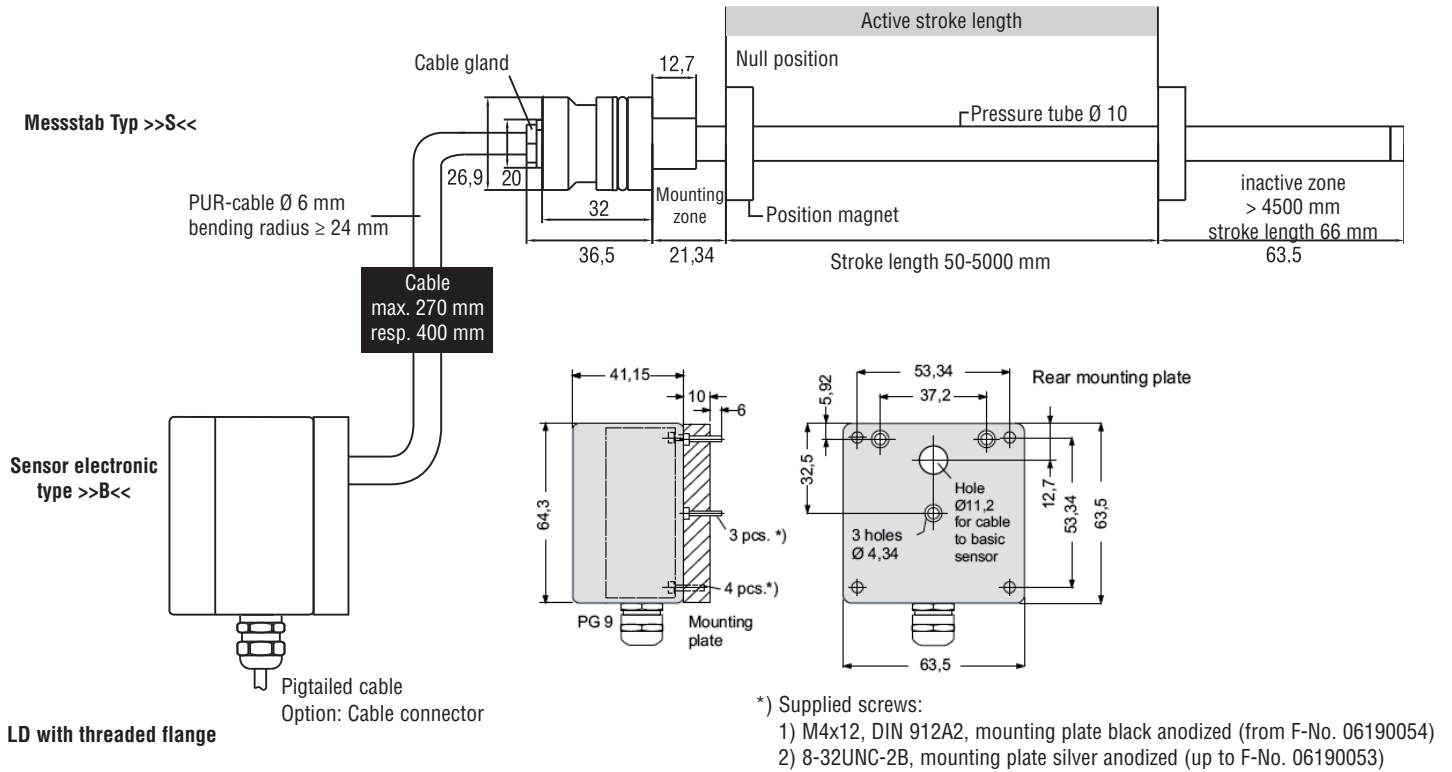 Active stroke length
Null position
12,7
Cable gland
Messstab Typ >>S<<
Pressure tube Ø 10
26,9
20
32
Mounting
zone
Position magnet
inactive zone
> 4500 mm
stroke length 66 mm
PUR-cable Ø 6 mm
bending radius ≥ 24 mm
36,5
21,34
Stroke length 50-5000 mm
63.5
Cable
max. 270 mm
resp. 400 mm
Sensor electronic
type >>B<<
41,15
10
6
64,3
3 pcs. *)
4 pcs.*)
PG 9
Mounting
plate
53,34
Rear mounting plate
37,2
5,92
32,5
Hole
Ø11,2
for cable
to basic
sensor
3 holes
Ø 4,34
12,7
53,34
63,5
63,5
Pigtailed cable
Option: Cable connector
LD with threaded flange
*) Supplied screws:
1) M4x12, DIN 912A2, mounting plate black anodized (from F-No. 06190054)
2) 8-32UNC-2B, mounting plate silver anodized (up to F-No. 06190053)